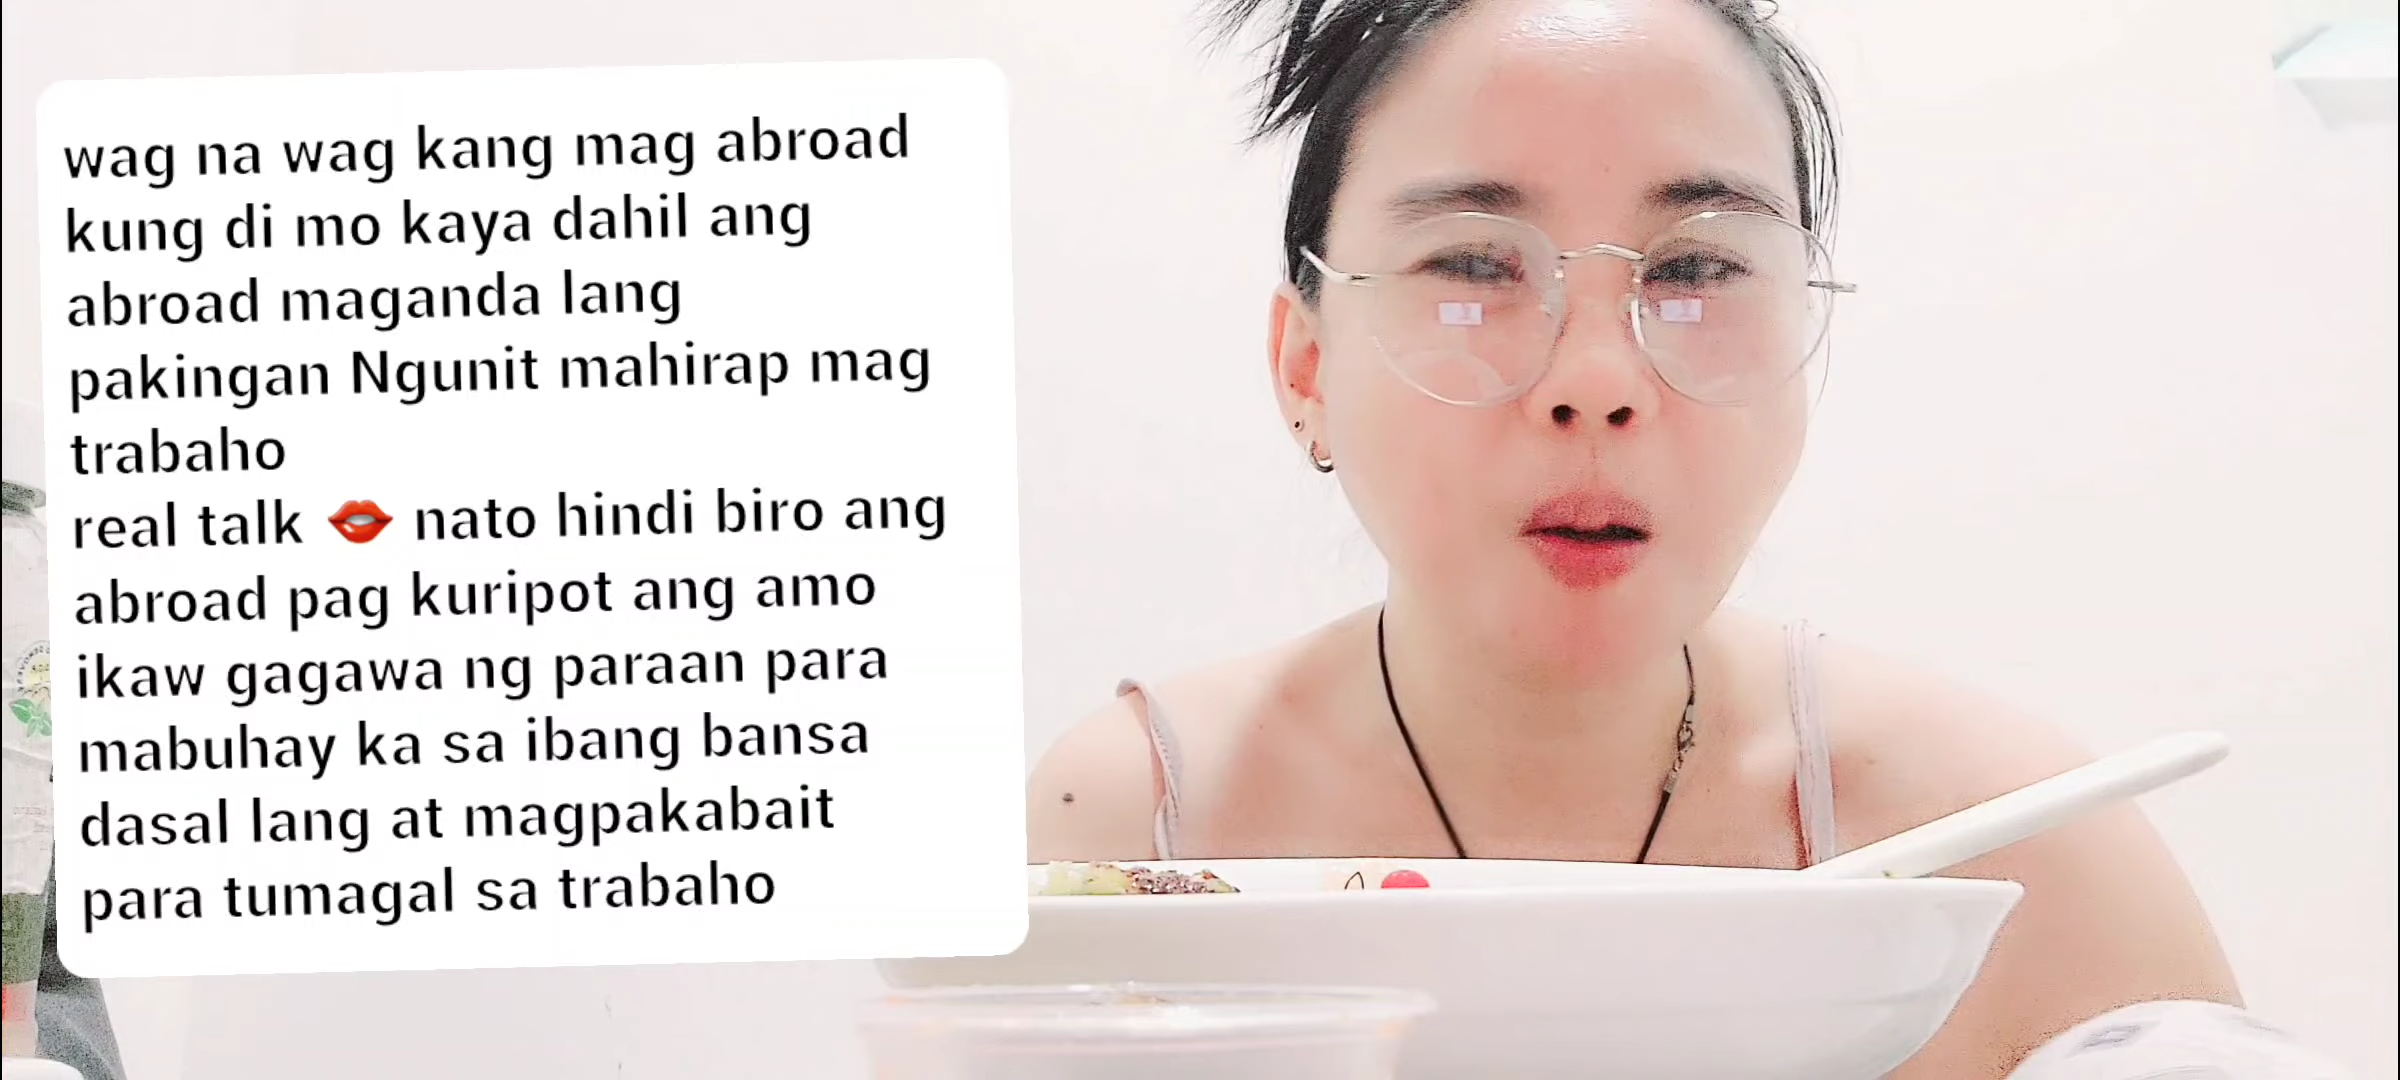 wag na wag kang mag abroad
kung di mo kaya dahil ang
abroad maganda lang
pakingan Ngunit mahirap mag
trabaho
real talk 👄 nato hindi biro ang
abroad pag kuripot ang amo
ikaw gagawa ng paraan para
mabuhay ka sa ibang bansa
dasal lang at magpakabait
para tumagal sa trabaho